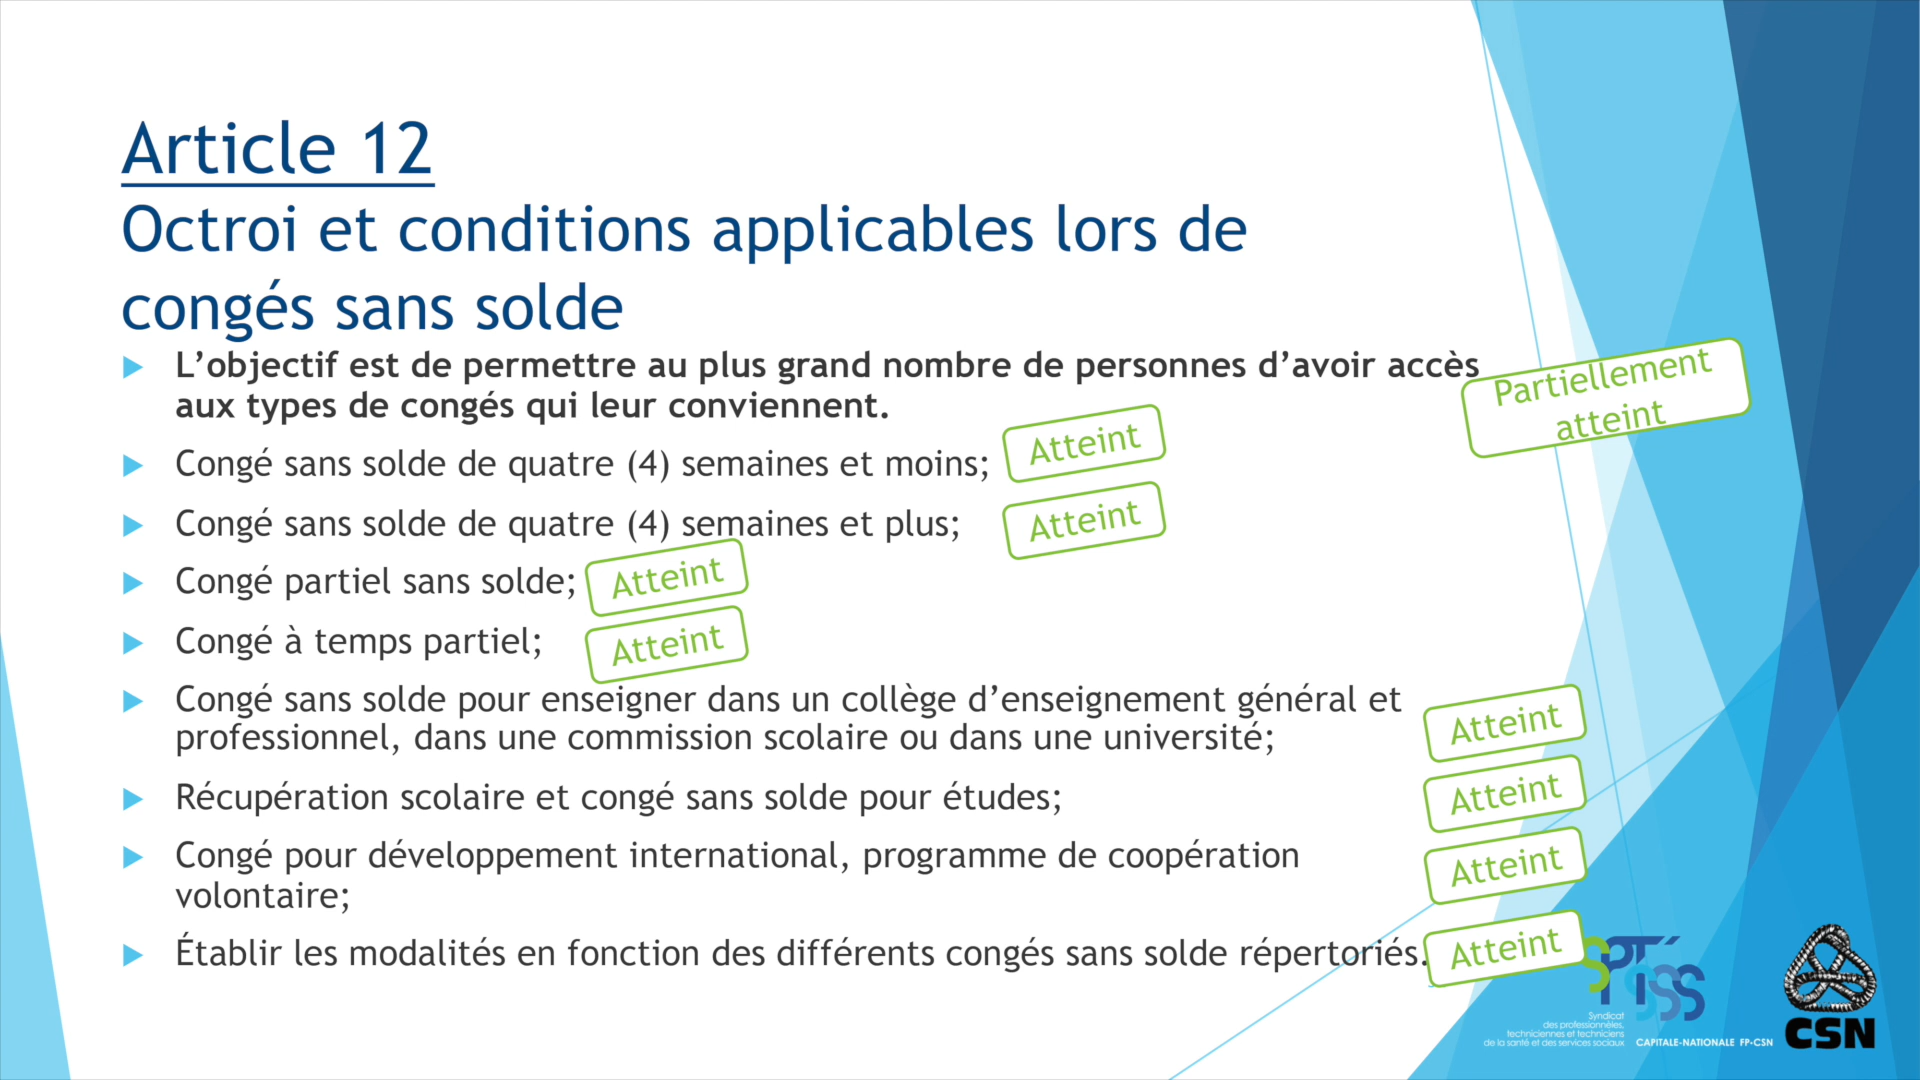 Article 12
Octroi et conditions applicables lors de
congés sans solde
L’objectif est de permettre au plus grand nombre de personnes d’avoir accès
aux types de congés qui leur conviennent.
Partiellement
atteint
Congé sans solde de quatre (4) semaines et moins;
Atteint
Congé sans solde de quatre (4) semaines et plus;
Atteint
Congé partiel sans solde;
Atteint
Congé à temps partiel;
Atteint
Congé sans solde pour enseigner dans un collège d’enseignement général et
professionnel, dans une commission scolaire ou dans une université;
Atteint
Récupération scolaire et congé sans solde pour études;
Atteint
Congé pour développement international, programme de coopération
volontaire;
Atteint
Établir les modalités en fonction des différents congés sans solde répertoriés.
Atteint
SPTSSS
Syndicat
des professionnèles,
techniciennes et techniciens
de la santé et des services sociaux
CAPITALE-NATIONALE FP-CSN
CSN